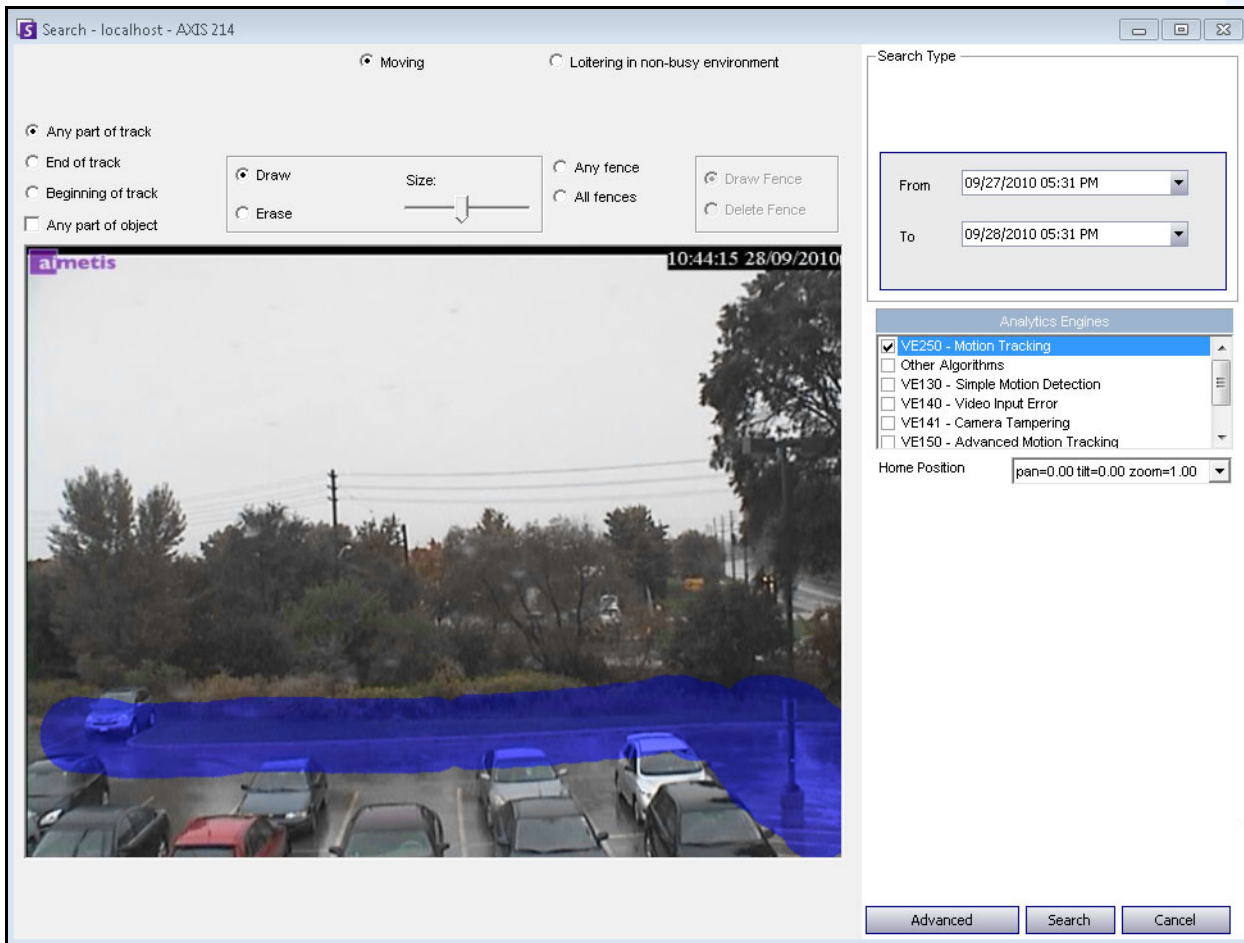 Search - localhost - AXIS 214
Moving
Loitering in non-busy environment
Any part of track
End of track
Beginning of track
Any part of object
Draw
Erase
Size:
Any fence
All fences
Draw Fence
Delete Fence
aimetis
10:44:15 28/09/2010
Search Type
From 09/27/2010 05:31 PM
To 09/28/2010 05:31 PM
Analytics Engines
VE250 - Motion Tracking
Other Algorithms
VE130 - Simple Motion Detection
VE140 - Video Input Error
VE141 - Camera Tampering
VE150 - Advanced Motion Tracking
Home Position pan=0.00 tilt=0.00 zoom=1.00
Advanced
Search
Cancel